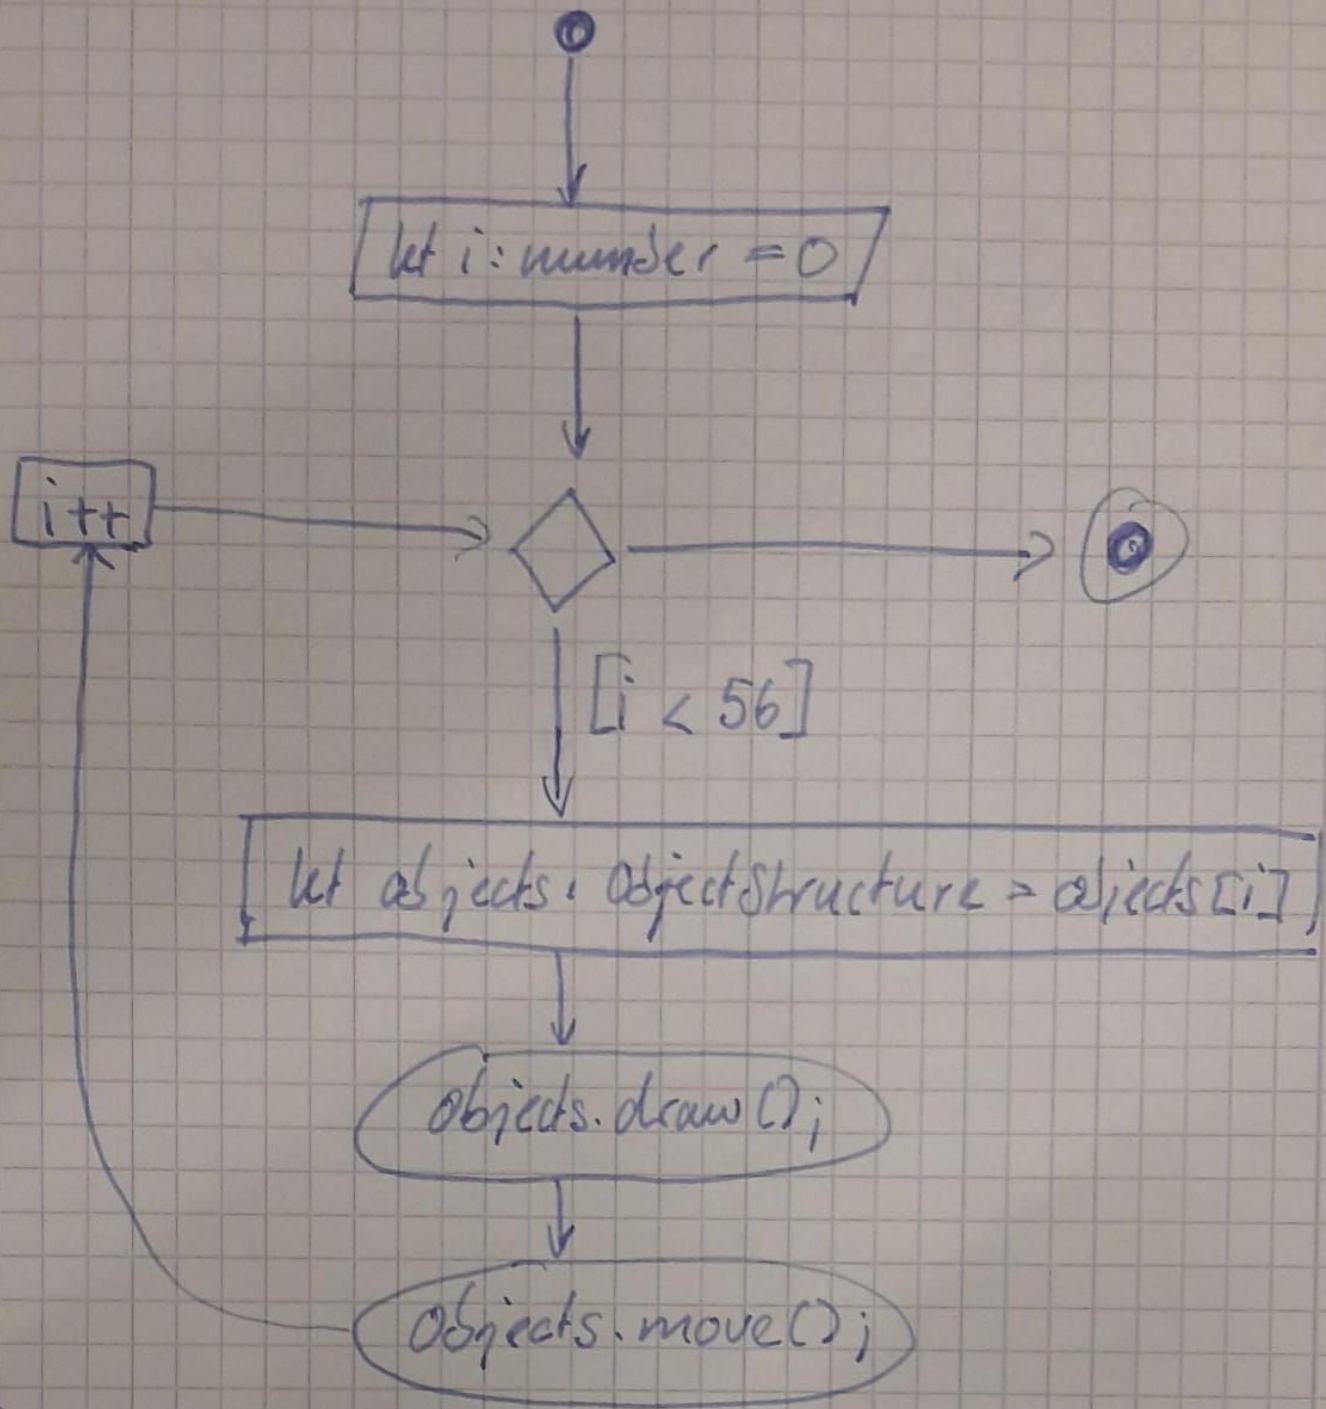 let i: number = 0
i++
[i < 56]
let objects: ObjectStructure = objects[i]
objects.draw();
objects.move();